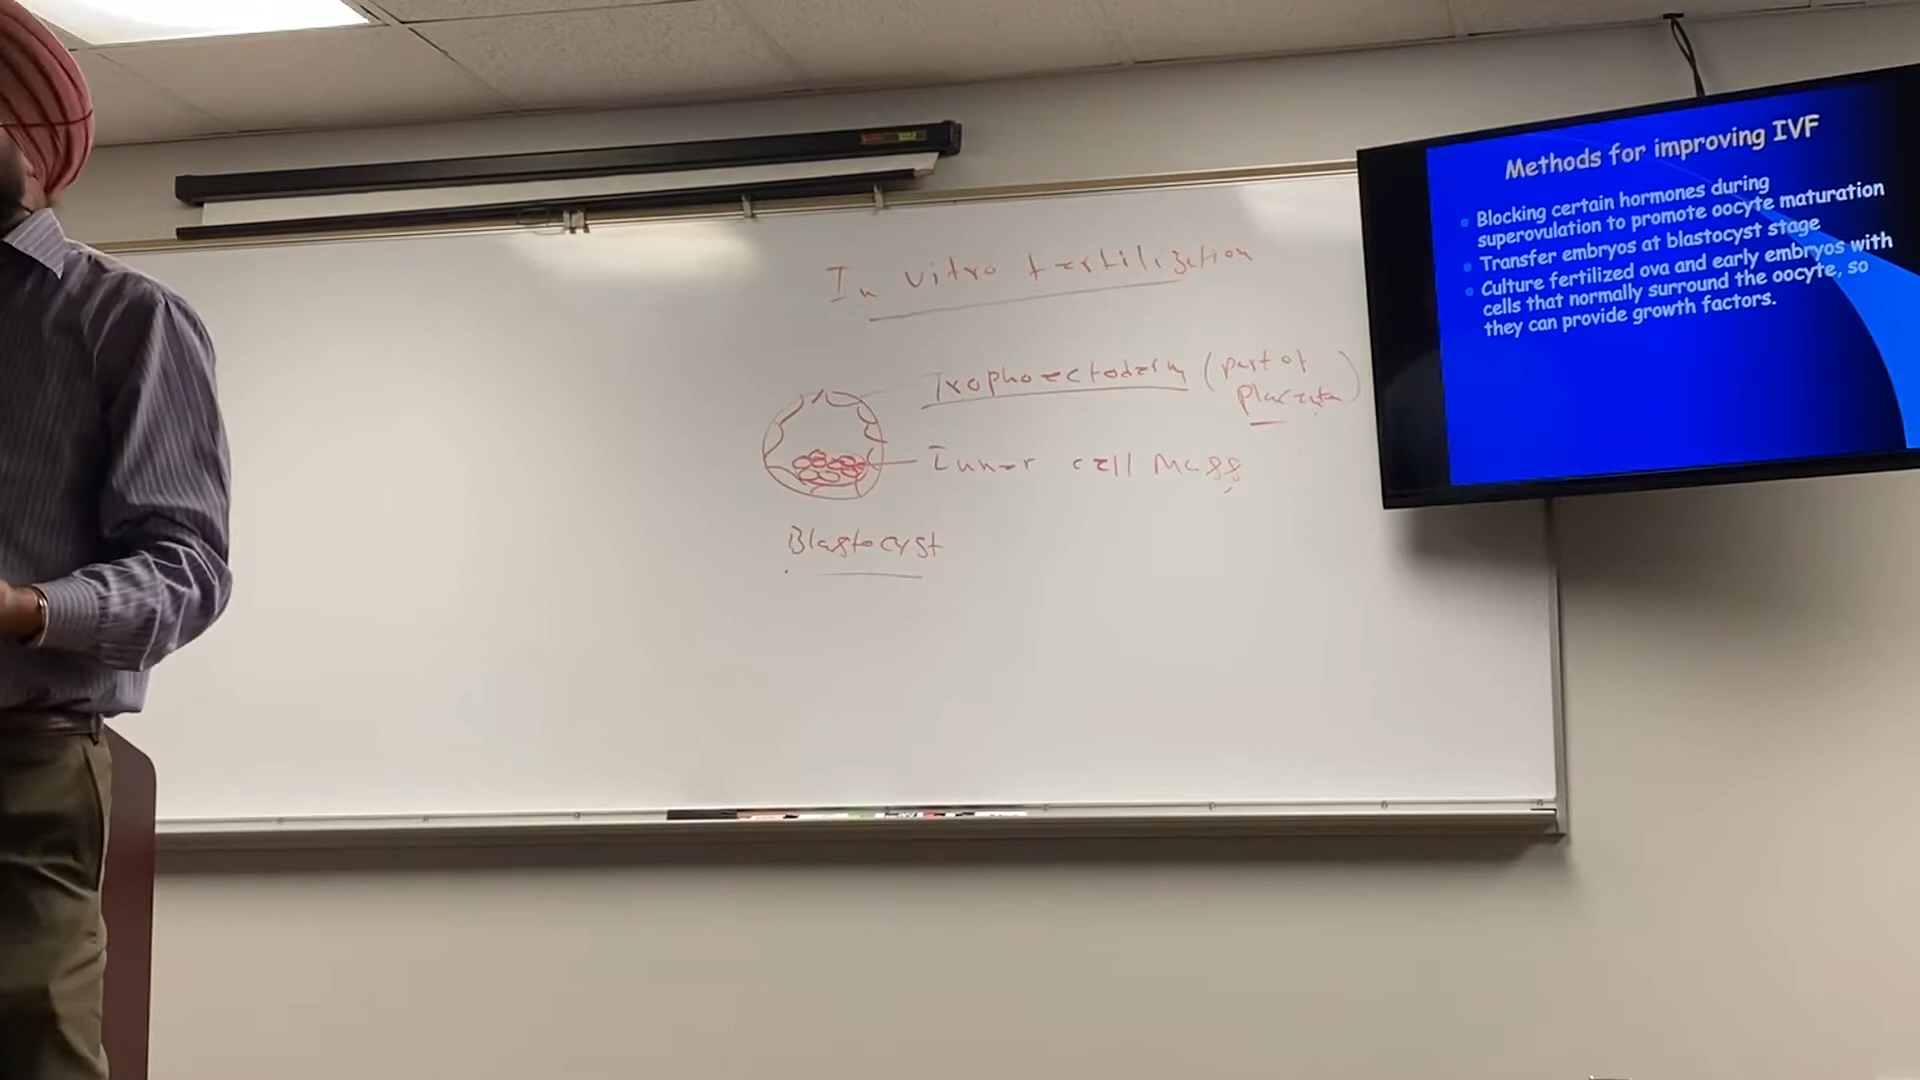 In vitro fertilization
Trophoectoderm (part of
placenta)
Inner cell Mass
Blastocyst
Methods for improving IVF
Blocking certain hormones during
superovulation to promote oocyte maturation
Transfer embryos at blastocyst stage
Culture fertilized ova and early embryos with
cells that normally surround the oocyte, so
they can provide growth factors.